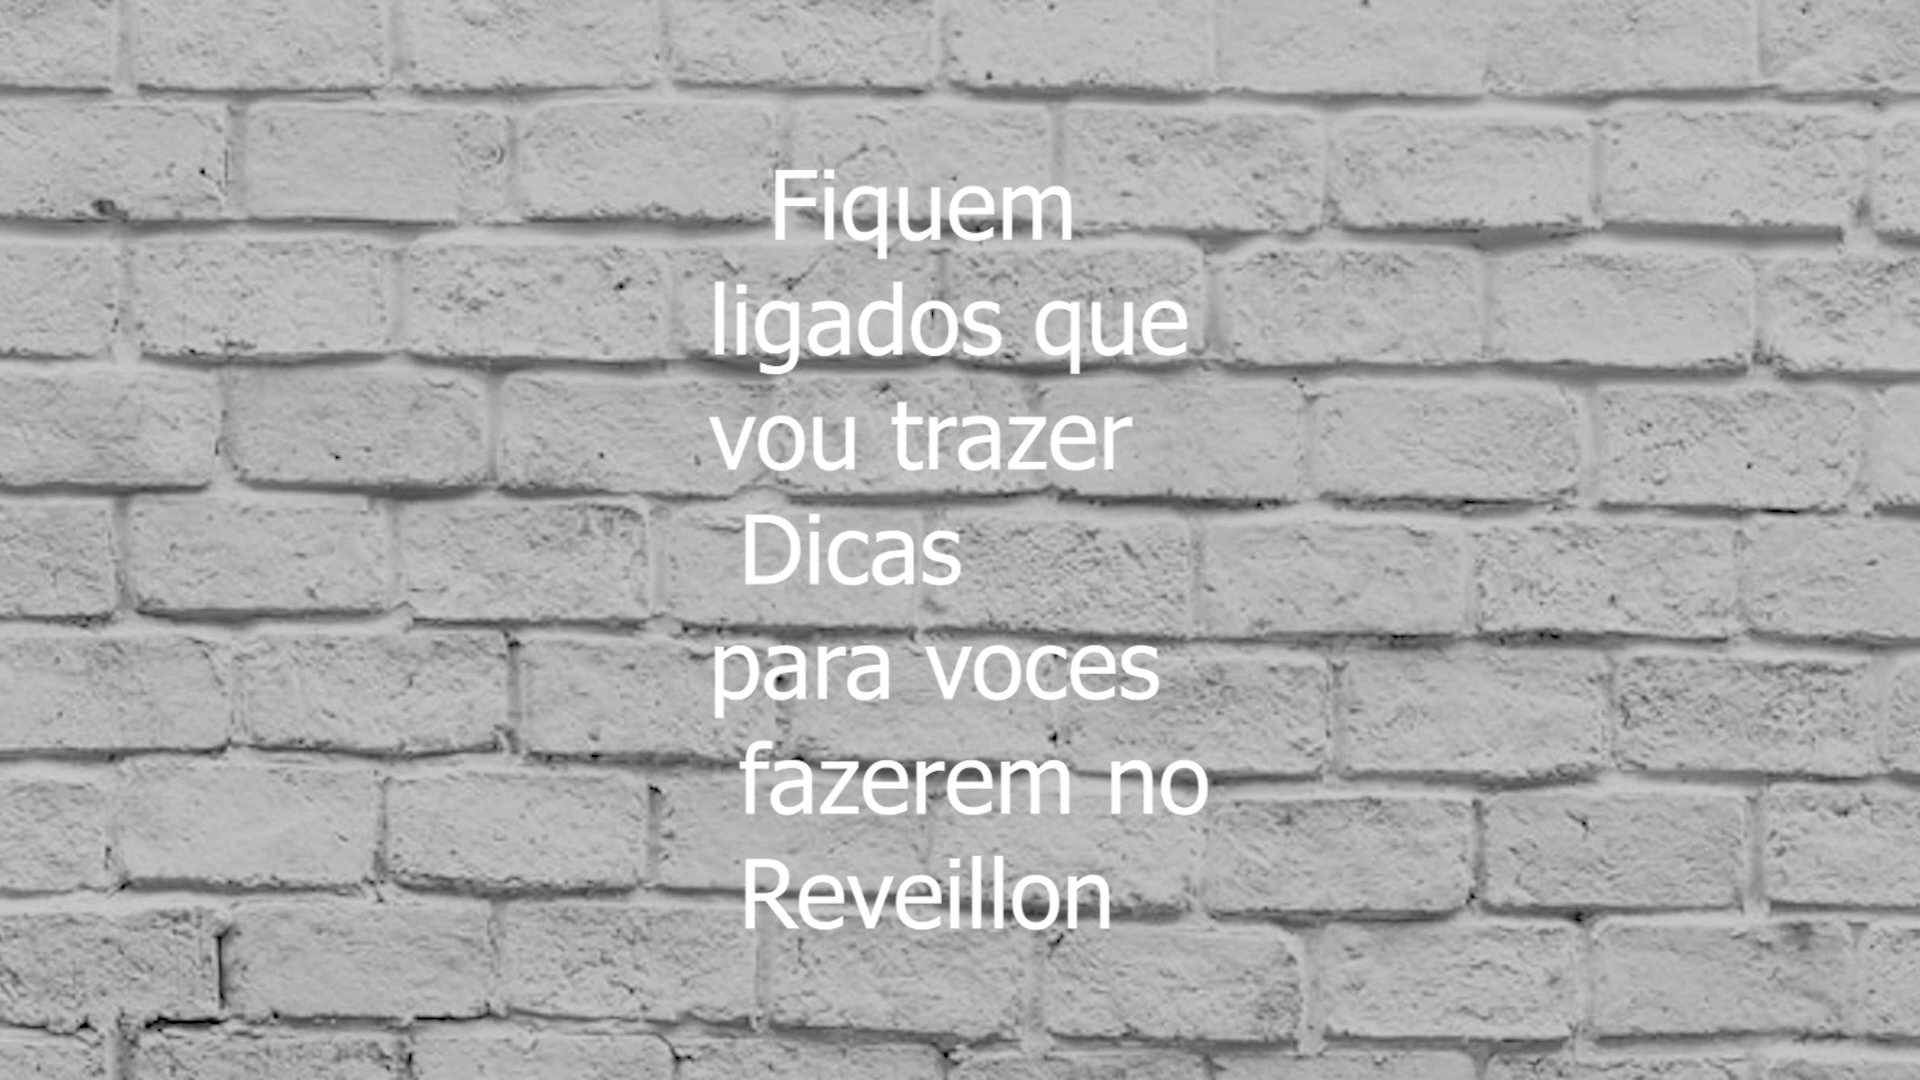 Fiquem
ligados que
vou trazer
Dicas
para voces
fazerem no
Reveillon